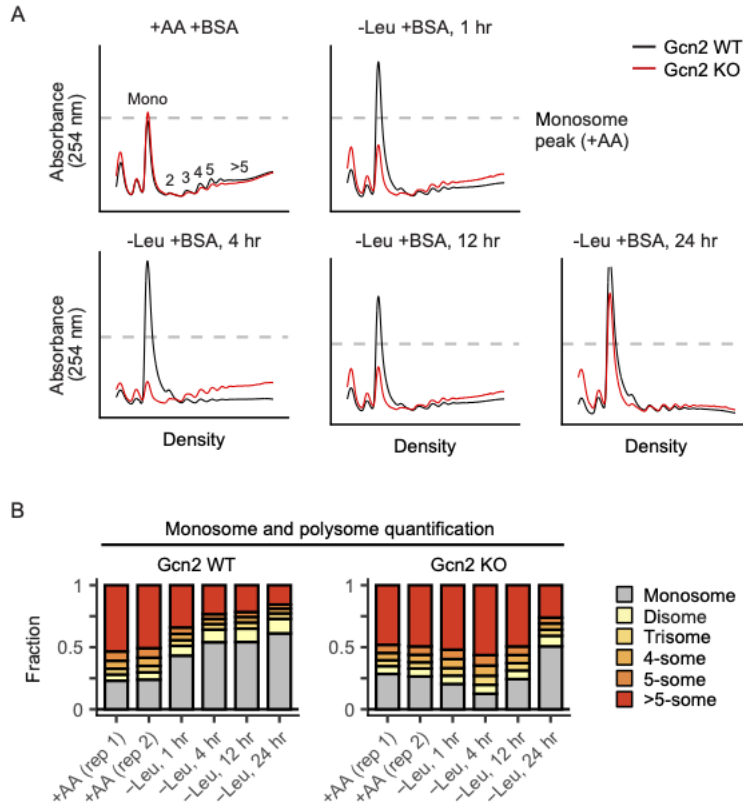 A
+AA +BSA
-Leu +BSA, 1 hr
Gcn2 WT
Gcn2 KO
Absorbance
(254 nm)
Mono
2 3 4 5 >5
Monosome
peak (+AA)
-Leu +BSA, 4 hr
-Leu +BSA, 12 hr
-Leu +BSA, 24 hr
Absorbance
(254 nm)
Density
Density
Density
B
Monosome and polysome quantification
Gcn2 WT
Gcn2 KO
Fraction
1
0.5
0
1
0.5
0
Monosome
Disome
Trisome
4-some
5-some
>5-some
+AA (rep 1)
+AA (rep 2)
−Leu, 1 hr
−Leu, 4 hr
−Leu, 12 hr
−Leu, 24 hr
+AA (rep 1)
+AA (rep 2)
−Leu, 1 hr
−Leu, 4 hr
−Leu, 12 hr
−Leu, 24 hr